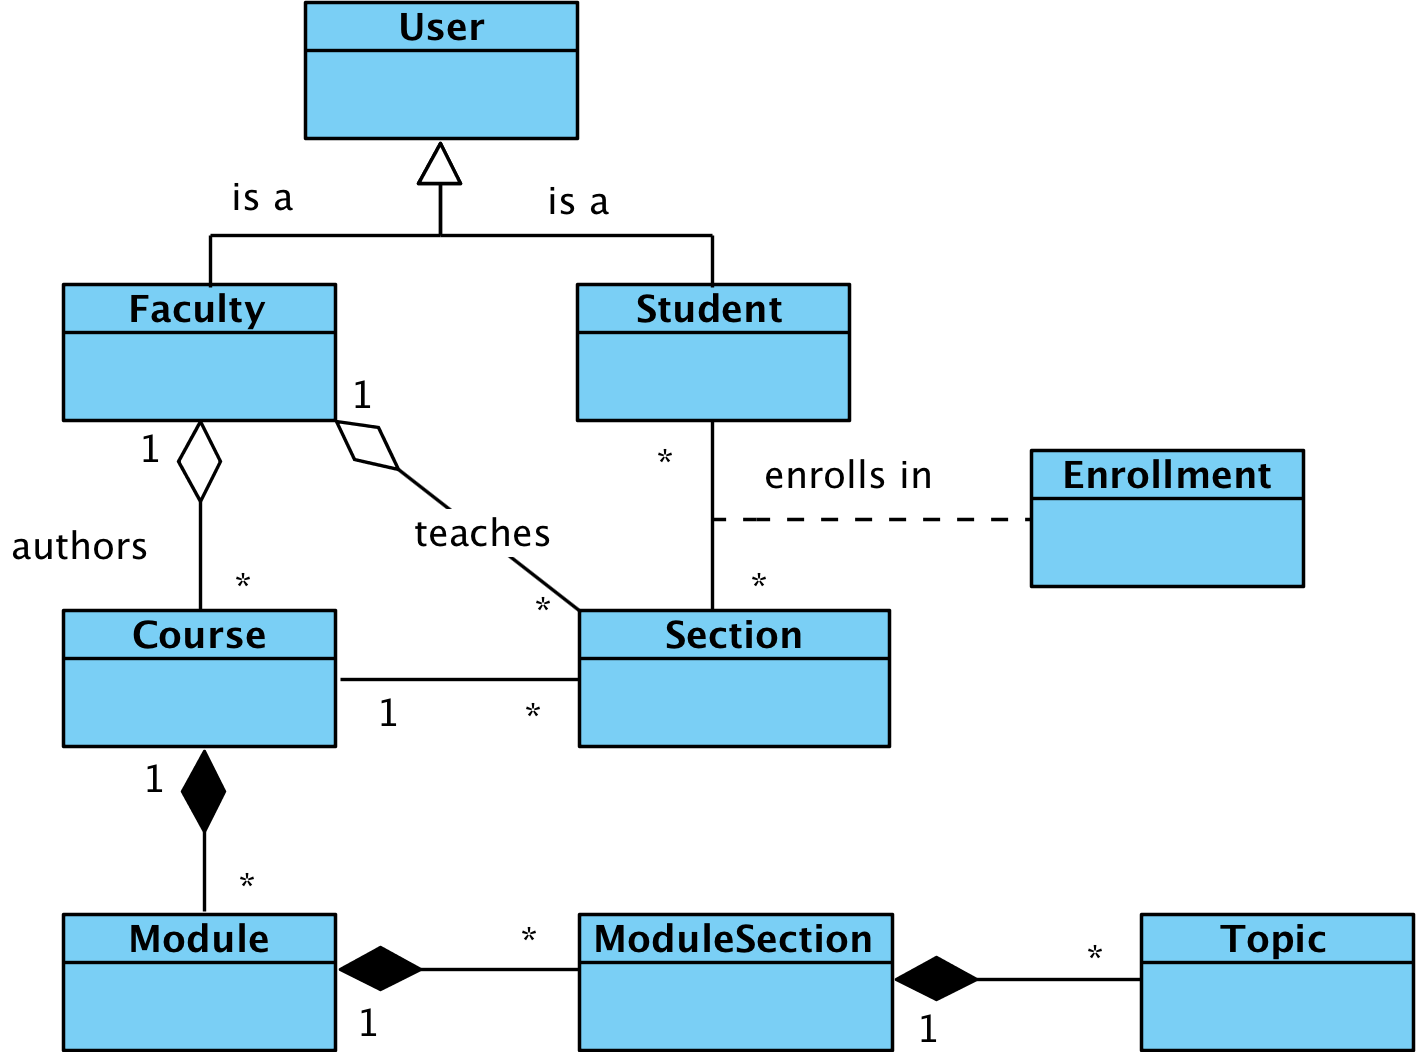 User
is a
is a
Faculty
Student
1
1
*
enrolls in
Enrollment
authors
teaches
*
*
*
Course
Section
1
*
1
*
Module
*
ModuleSection
*
Topic
1
1